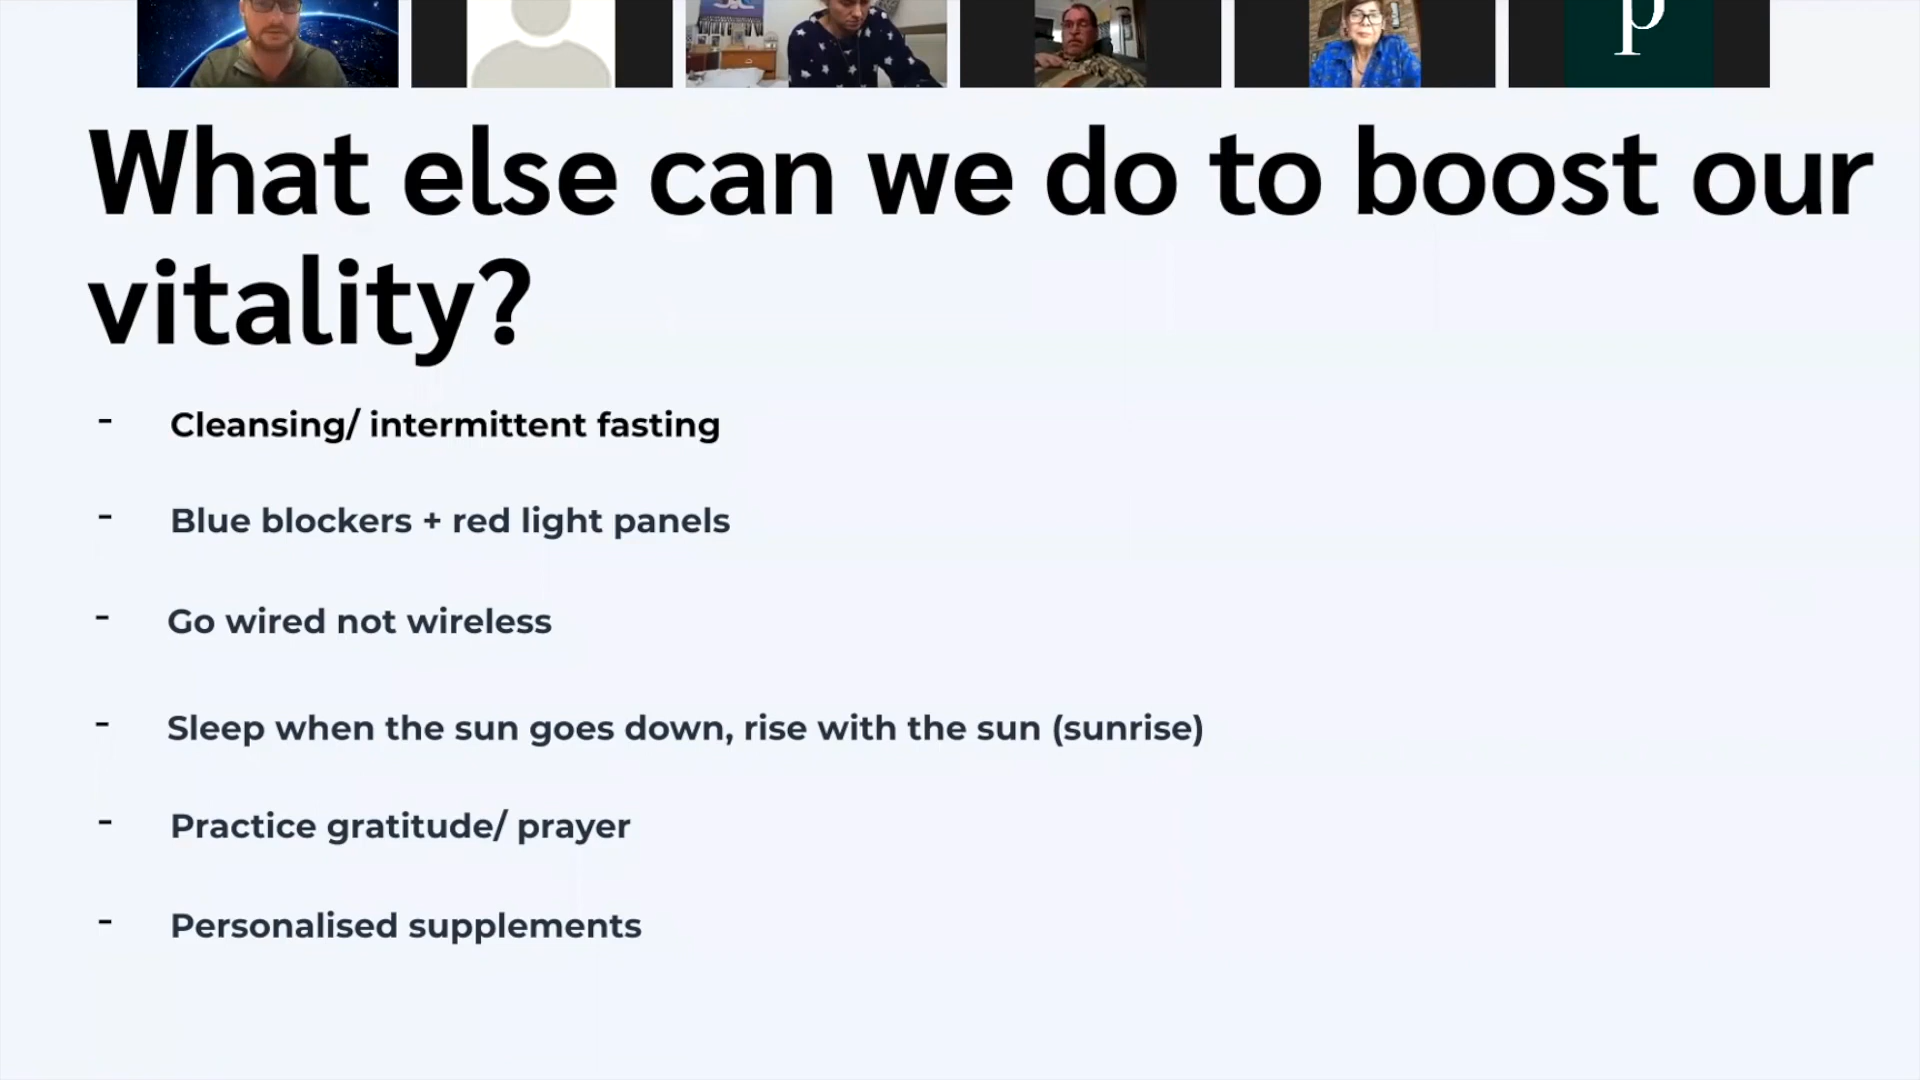 p
What else can we do to boost our
vitality?
- Cleansing/ intermittent fasting
- Blue blockers + red light panels
- Go wired not wireless
- Sleep when the sun goes down, rise with the sun (sunrise)
- Practice gratitude/ prayer
- Personalised supplements